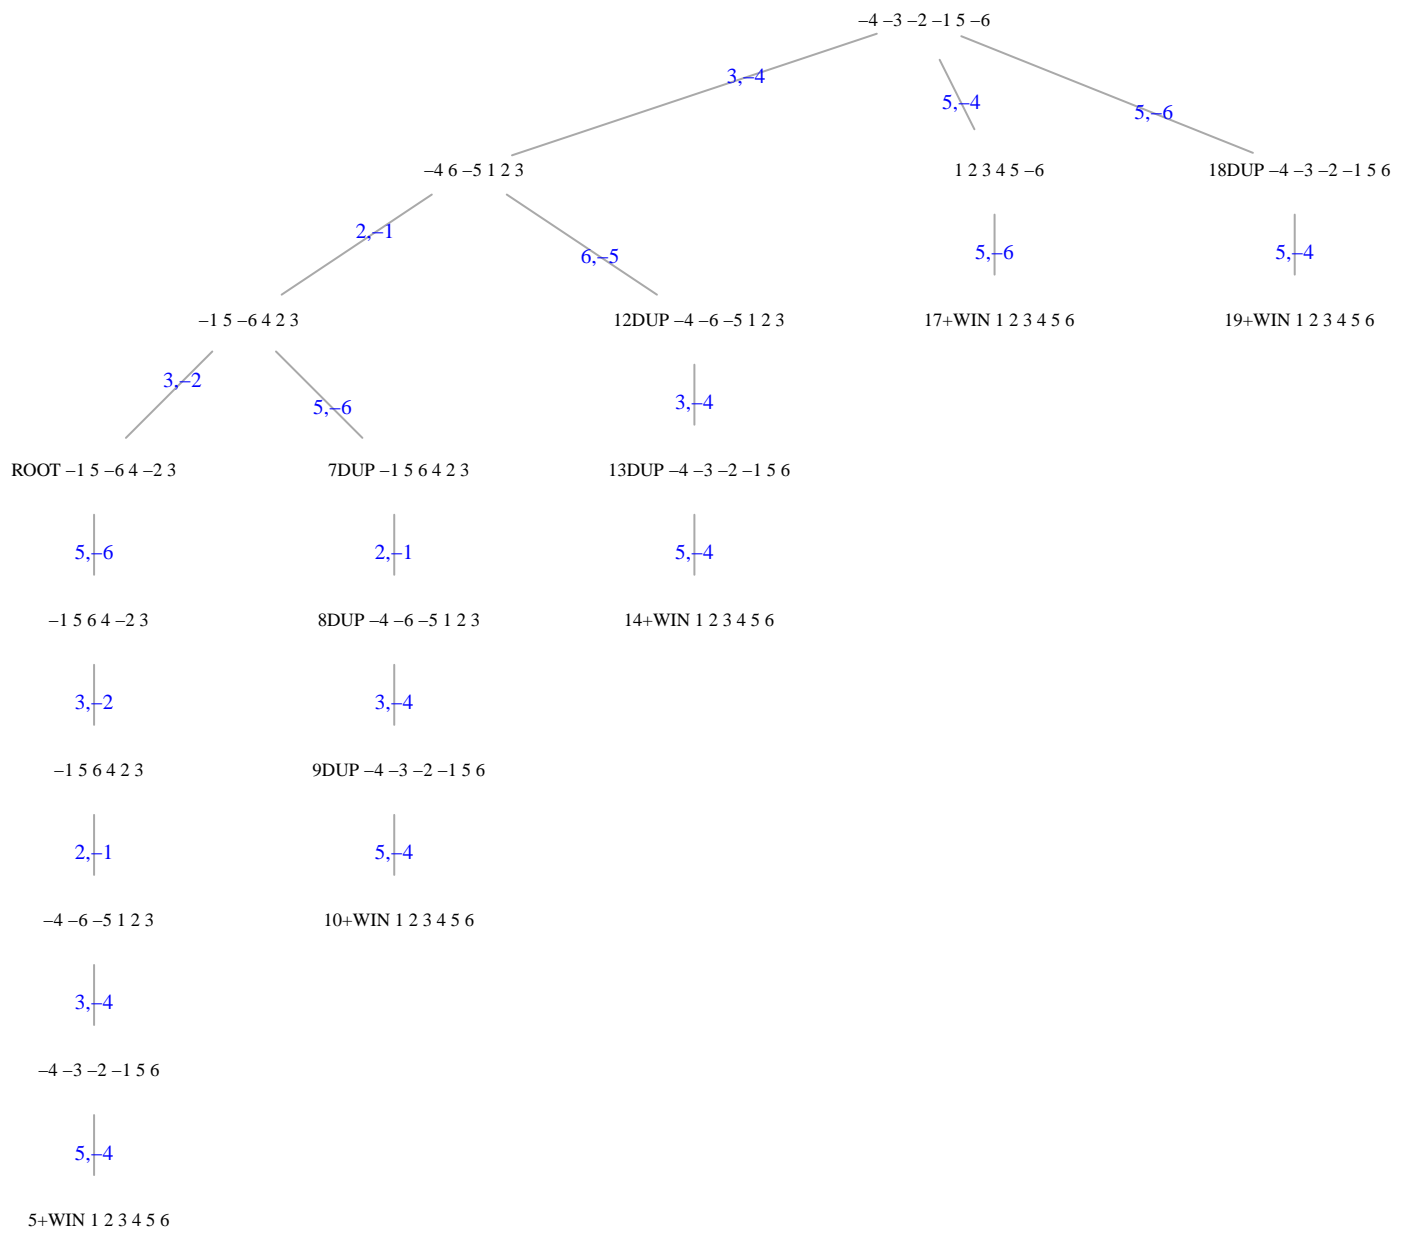 –4 –3 –2 –1 5 –6
3,–4
5,–4
5,–6
–4 6 –5 1 2 3
1 2 3 4 5 –6
18DUP –4 –3 –2 –1 5 6
2,–1
6,–5
5,–6
5,–4
–1 5 –6 4 2 3
12DUP –4 –6 –5 1 2 3
17+WIN 1 2 3 4 5 6
19+WIN 1 2 3 4 5 6
3,–2
5,–6
3,–4
ROOT –1 5 –6 4 –2 3
7DUP –1 5 6 4 2 3
13DUP –4 –3 –2 –1 5 6
5,–6
2,–1
5,–4
–1 5 6 4 –2 3
8DUP –4 –6 –5 1 2 3
14+WIN 1 2 3 4 5 6
3,–2
3,–4
–1 5 6 4 2 3
9DUP –4 –3 –2 –1 5 6
2,–1
5,–4
–4 –6 –5 1 2 3
10+WIN 1 2 3 4 5 6
3,–4
–4 –3 –2 –1 5 6
5,–4
5+WIN 1 2 3 4 5 6